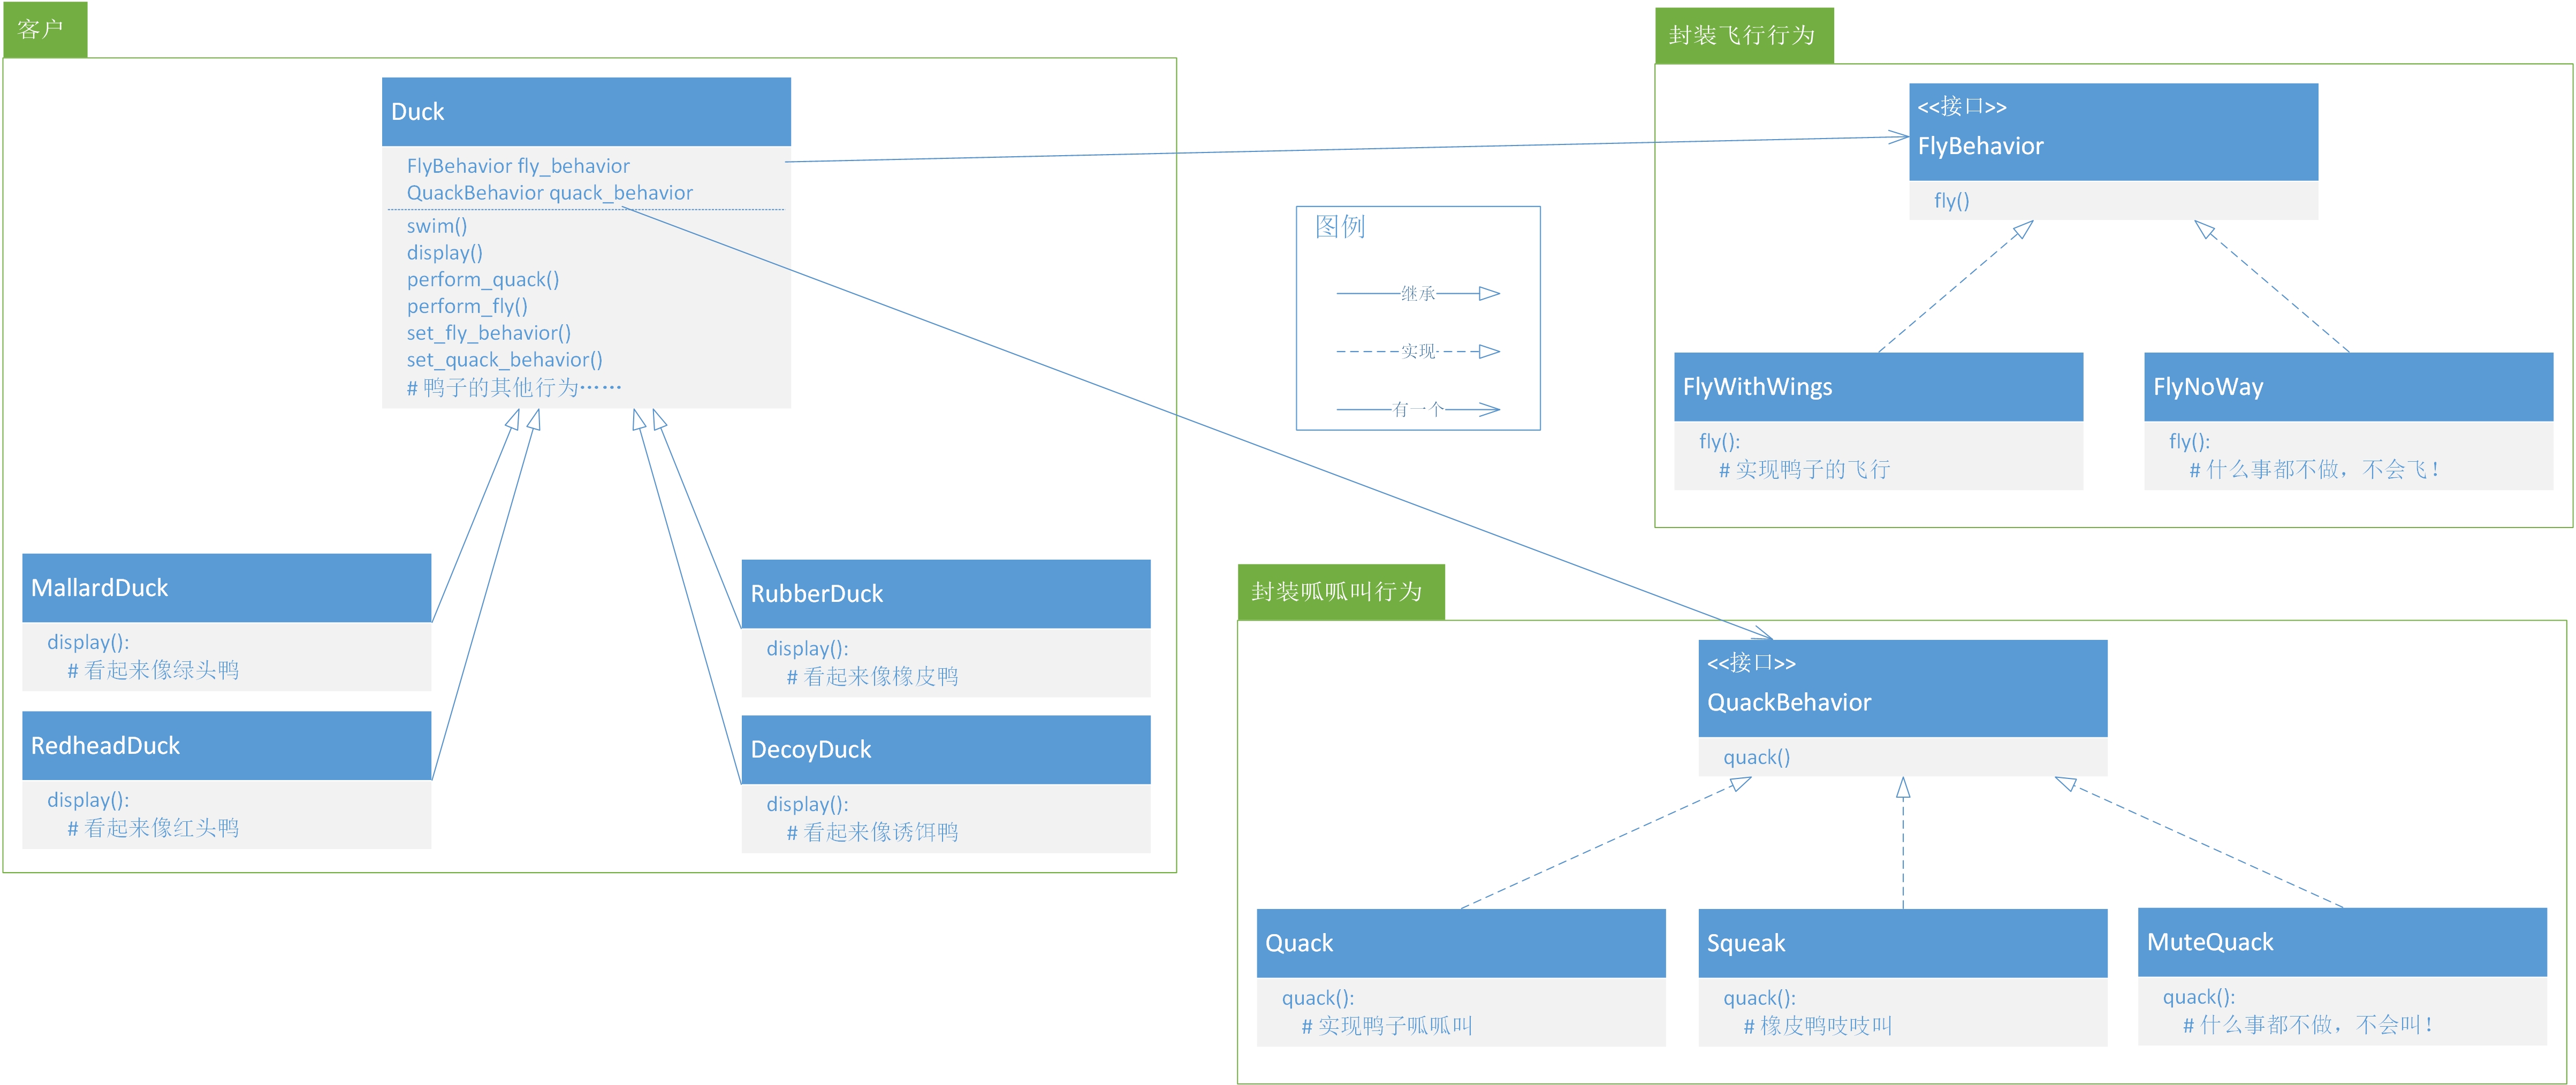 客户
Duck
FlyBehavior fly_behavior
QuackBehavior quack_behavior
swim()
display()
perform_quack()
perform_fly()
set_fly_behavior()
set_quack_behavior()
# 鸭子的其他行为……
MallardDuck
display():
# 看起来像绿头鸭
RedheadDuck
display():
# 看起来像红头鸭
RubberDuck
display():
# 看起来像橡皮鸭
DecoyDuck
display():
# 看起来像诱饵鸭
图例
继承
实现
有一个
封装飞行行为
<<接口>>
FlyBehavior
fly()
FlyWithWings
fly():
# 实现鸭子的飞行
FlyNoWay
fly():
# 什么事都不做，不会飞！
封装呱呱叫行为
<<接口>>
QuackBehavior
quack()
Quack
quack():
# 实现鸭子呱呱叫
Squeak
quack():
# 橡皮鸭吱吱叫
MuteQuack
quack():
# 什么事都不做，不会叫！